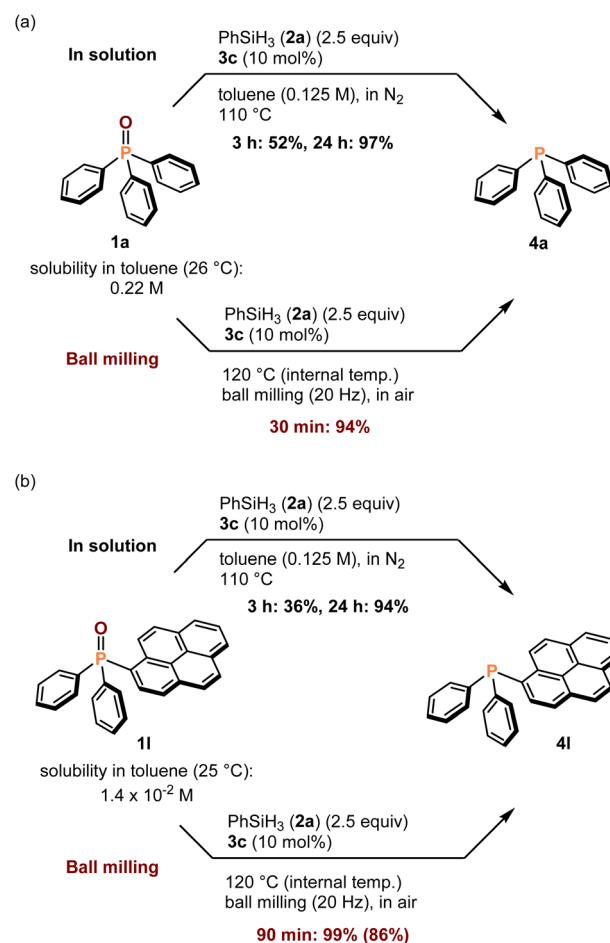 (a)
PhSiH₃ (2a) (2.5 equiv)
3c (10 mol%)
In solution
toluene (0.125 M), in N₂
110 °C
3 h: 52%, 24 h: 97%
O
P
P
1a
4a
solubility in toluene (26 °C):
0.22 M
PhSiH₃ (2a) (2.5 equiv)
3c (10 mol%)
Ball milling
120 °C (internal temp.)
ball milling (20 Hz), in air
30 min: 94%
(b)
PhSiH₃ (2a) (2.5 equiv)
3c (10 mol%)
In solution
toluene (0.125 M), in N₂
110 °C
3 h: 36%, 24 h: 94%
O
P
P
1l
4l
solubility in toluene (25 °C):
1.4 x 10⁻² M
PhSiH₃ (2a) (2.5 equiv)
3c (10 mol%)
Ball milling
120 °C (internal temp.)
ball milling (20 Hz), in air
90 min: 99% (86%)